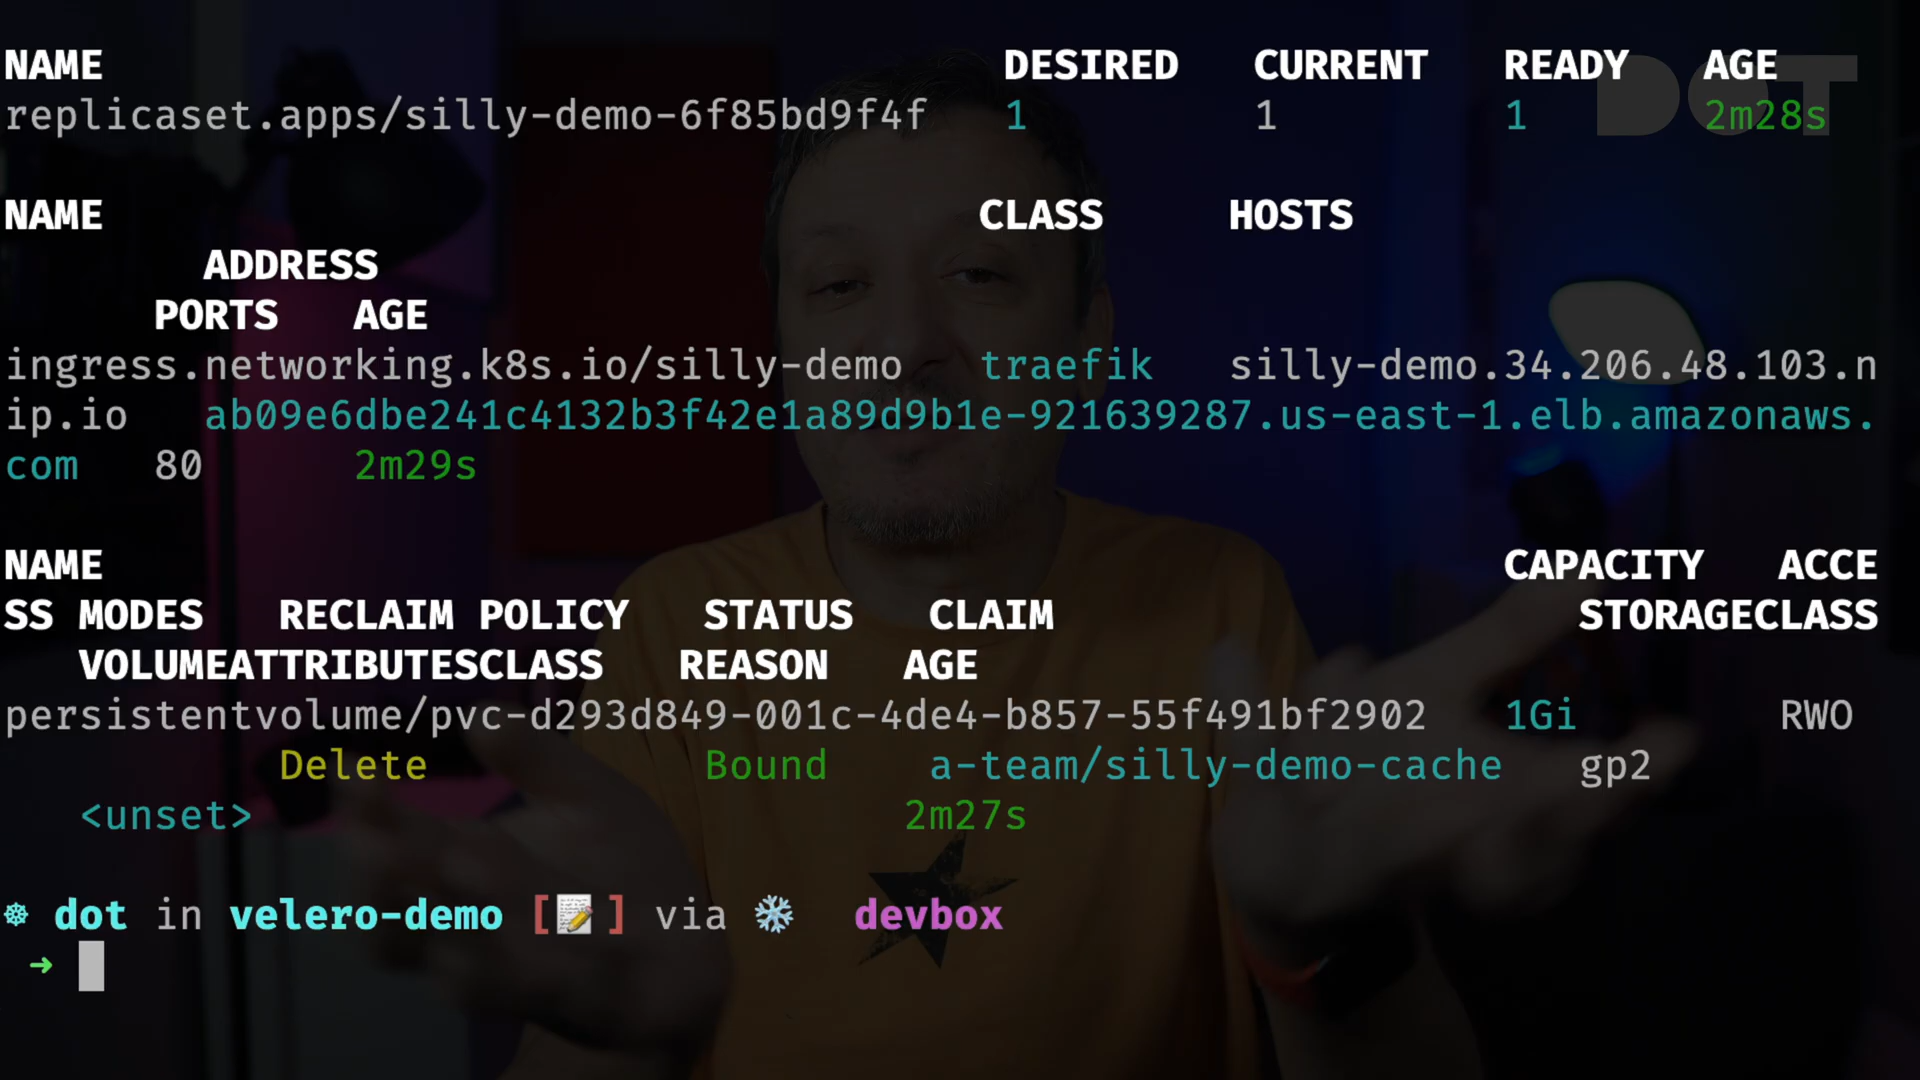 NAME DESIRED CURRENT READY AGE
replicaset.apps/silly-demo-6f85bd9f4f 1 1 1 2m28s
DOT
NAME CLASS HOSTS
ADDRESS
PORTS AGE
ingress.networking.k8s.io/silly-demo traefik silly-demo.34.206.48.103.n
ip.io ab09e6dbe241c4132b3f42e1a89d9b1e-921639287.us-east-1.elb.amazonaws.
com 80 2m29s
NAME CAPACITY ACCE
SS MODES RECLAIM POLICY STATUS CLAIM STORAGECLASS
VOLUMEATTRIBUTESCLASS REASON AGE
persistentvolume/pvc-d293d849-001c-4de4-b857-55f491bf2902 1Gi RWO
Delete Bound a-team/silly-demo-cache gp2
<unset> 2m27s
☸ dot in velero-demo [📝] via ❄️ devbox
➜